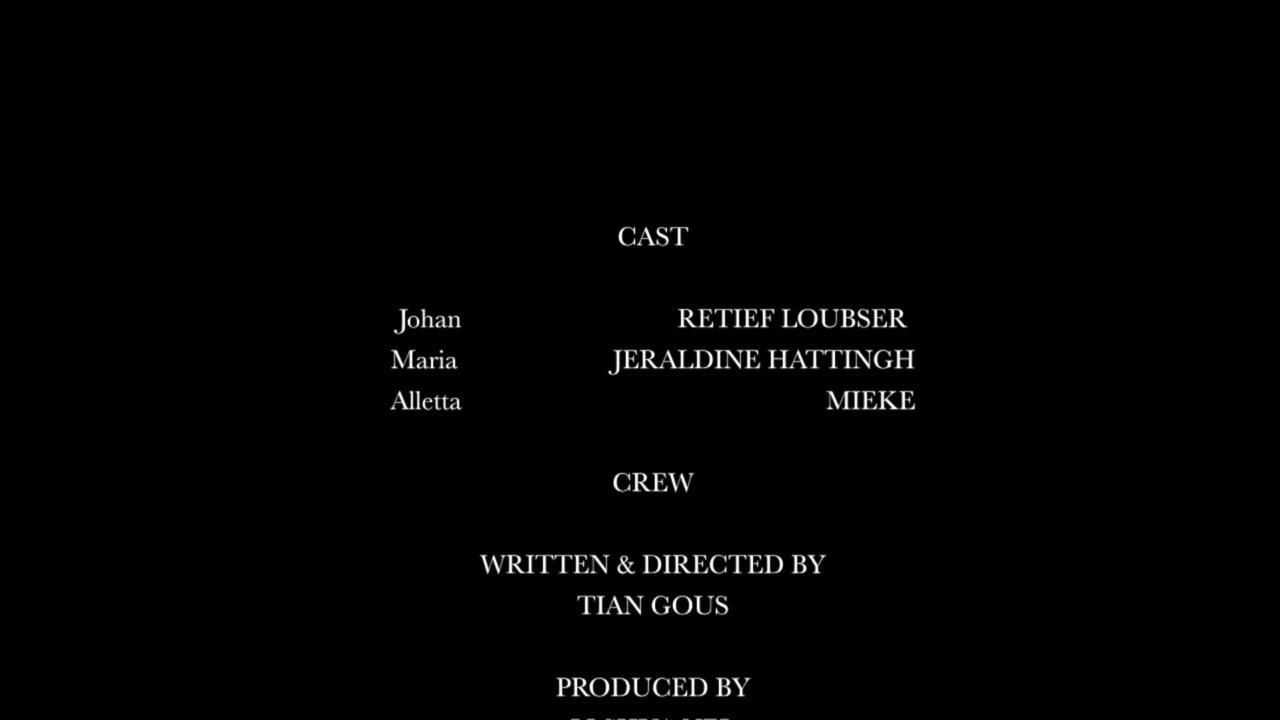 CAST
Johan RETIEF LOUBSER
Maria JERALDINE HATTINGH
Alletta MIEKE
CREW
WRITTEN & DIRECTED BY
TIAN GOUS
PRODUCED BY